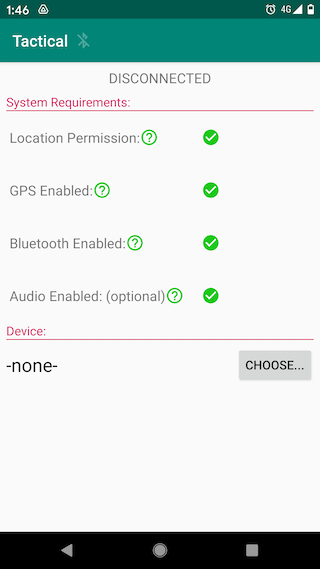 1:46
4G
Tactical
DISCONNECTED
System Requirements:
Location Permission:
GPS Enabled:
Bluetooth Enabled:
Audio Enabled: (optional)
Device:
-none-
CHOOSE...